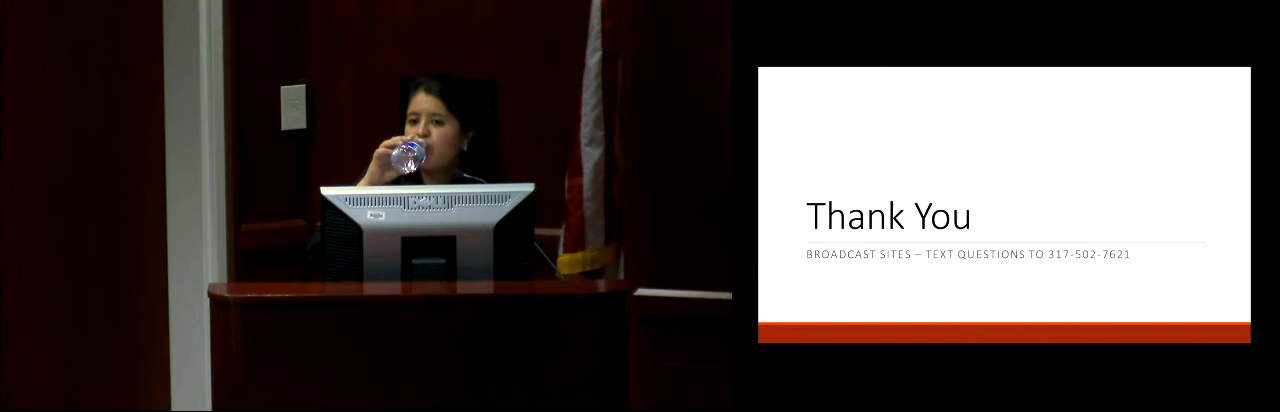 Thank You
BROADCAST SITES – TEXT QUESTIONS TO 317-502-7621